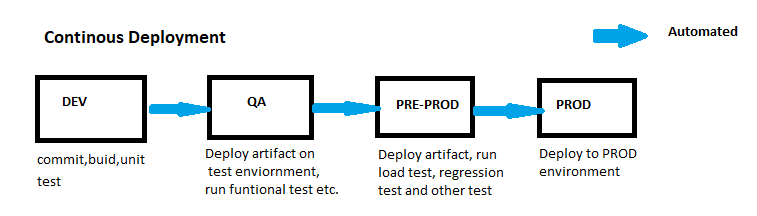 Continous Deployment
Automated
DEV
QA
PRE-PROD
PROD
commit,buid,unit
test
Deploy artifact on
test enviornment,
run funtional test etc.
Deploy artifact, run
load test, regression
test and other test
Deploy to PROD
environment